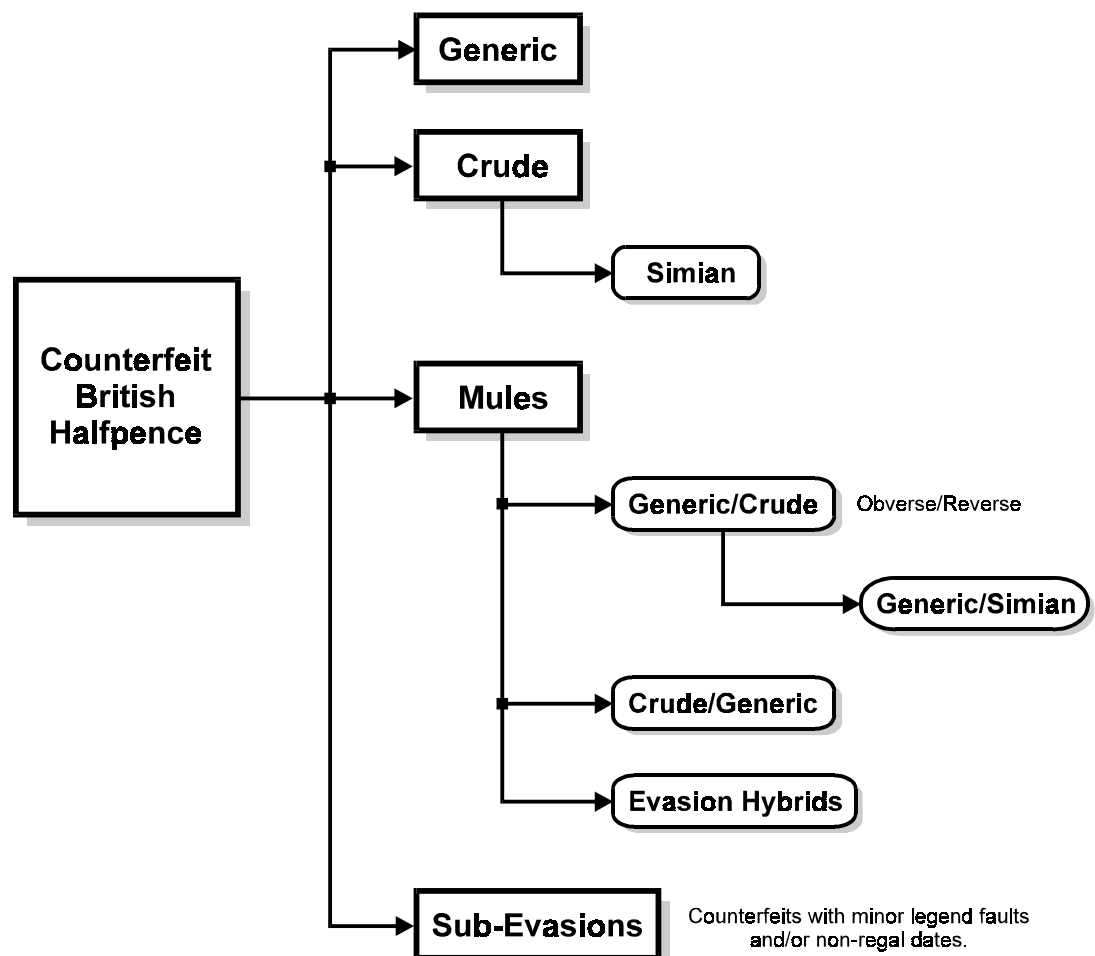 Generic
Crude
Simian
Counterfeit
British
Halfpence
Mules
Generic/Crude
Obverse/Reverse
Generic/Simian
Crude/Generic
Evasion Hybrids
Sub-Evasions
Counterfeits with minor legend faults
and/or non-regal dates.